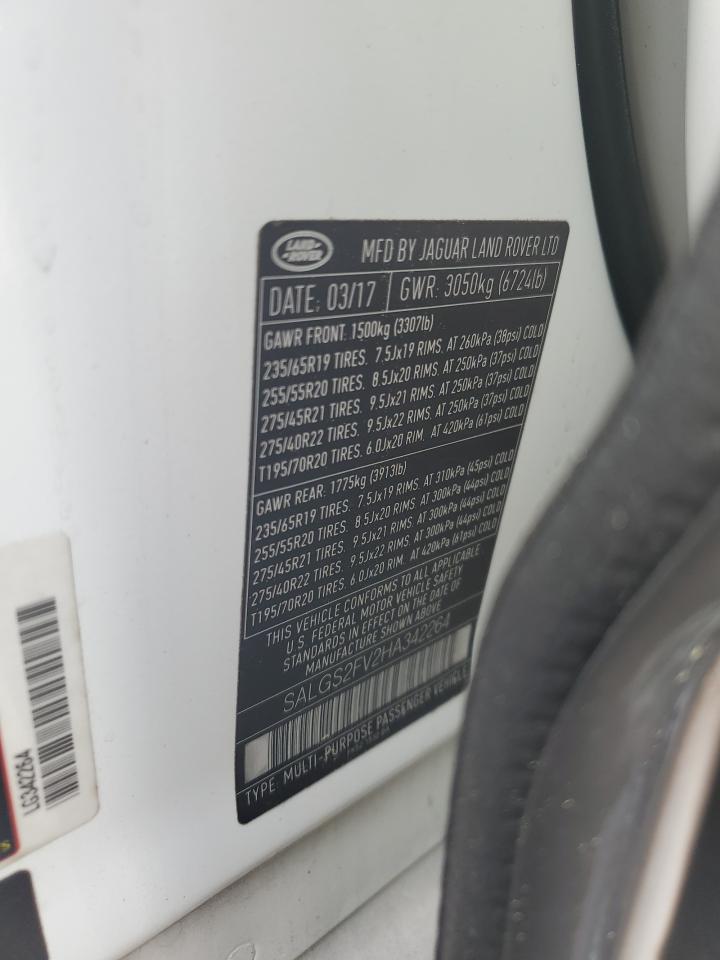 LAND
ROVER
MFD BY JAGUAR LAND ROVER LTD
DATE: 03/17 GWR: 3050kg (6724lb)
GAWR FRONT. 1500kg (3307lb)
235/65R19 TIRES. 7.5Jx19 RIMS. AT 260kPa (38psi) COLD
255/55R20 TIRES. 8.5Jx20 RIMS. AT 250kPa (37psi) COLD
275/45R21 TIRES. 9.5Jx21 RIMS. AT 250kPa (37psi) COLD
275/40R22 TIRES. 9.5Jx22 RIMS. AT 250kPa (37psi) COLD
T195/70R20 TIRES. 6.0Jx20 RIM. AT 420kPa (61psi) COLD
GAWR REAR. 1775kg (3913lb)
235/65R19 TIRES. 7.5Jx19 RIMS. AT 310kPa (45psi) COLD
255/55R20 TIRES. 8.5Jx20 RIMS. AT 300kPa (44psi) COLD
275/45R21 TIRES. 9.5Jx21 RIMS. AT 300kPa (44psi) COLD
275/40R22 TIRES. 9.5Jx22 RIMS. AT 300kPa (44psi) COLD
T195/70R20 TIRES. 6.0Jx20 RIM. AT 420kPa (61psi) COLD
THIS VEHICLE CONFORMS TO ALL APPLICABLE
U.S. FEDERAL MOTOR VEHICLE SAFETY
STANDARDS IN EFFECT ON THE DATE OF
MANUFACTURE SHOWN ABOVE.
SALGS2FV2HA342264
TYPE: MULTI-PURPOSE PASSENGER VEHICLE
LG342264